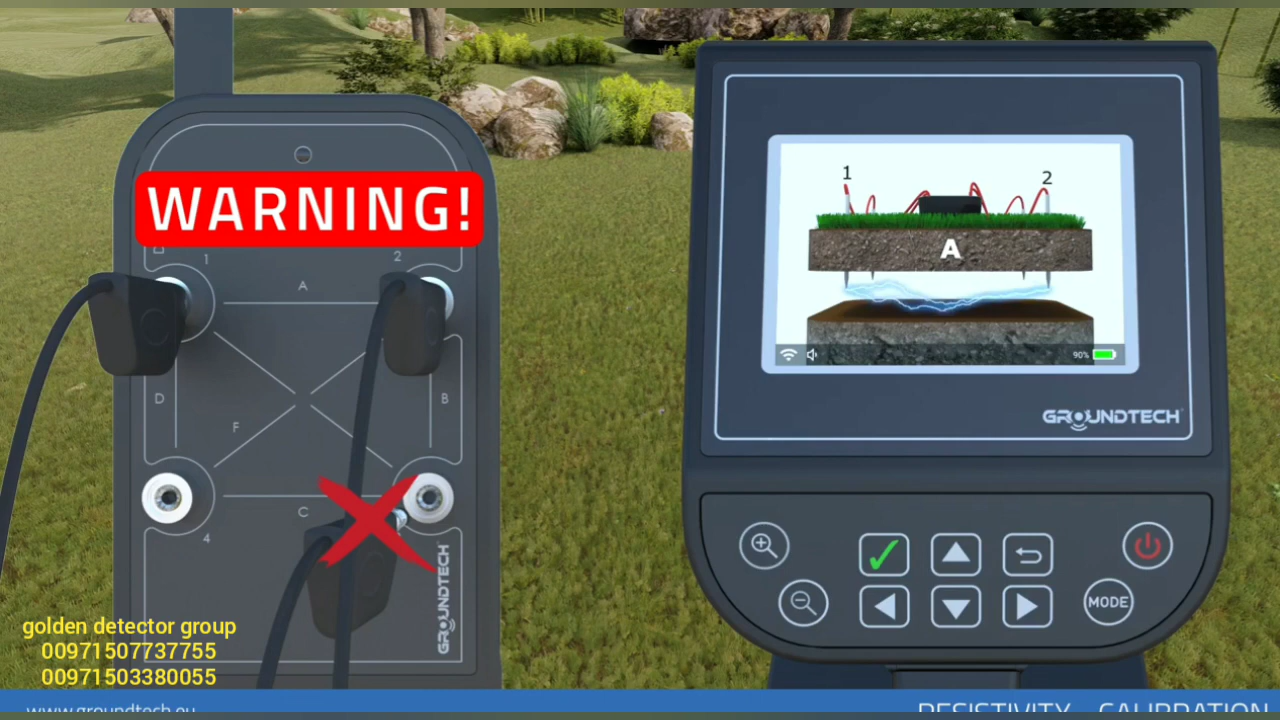 WARNING!
1
2
A
D
B
F
C
4
GROUNDTECH
golden detector group
00971507737755
00971503380055
www.groundtech.eu
1
2
A
90%
GROUNDTECH
MODE
RESISTIVITY - CALIBRATION